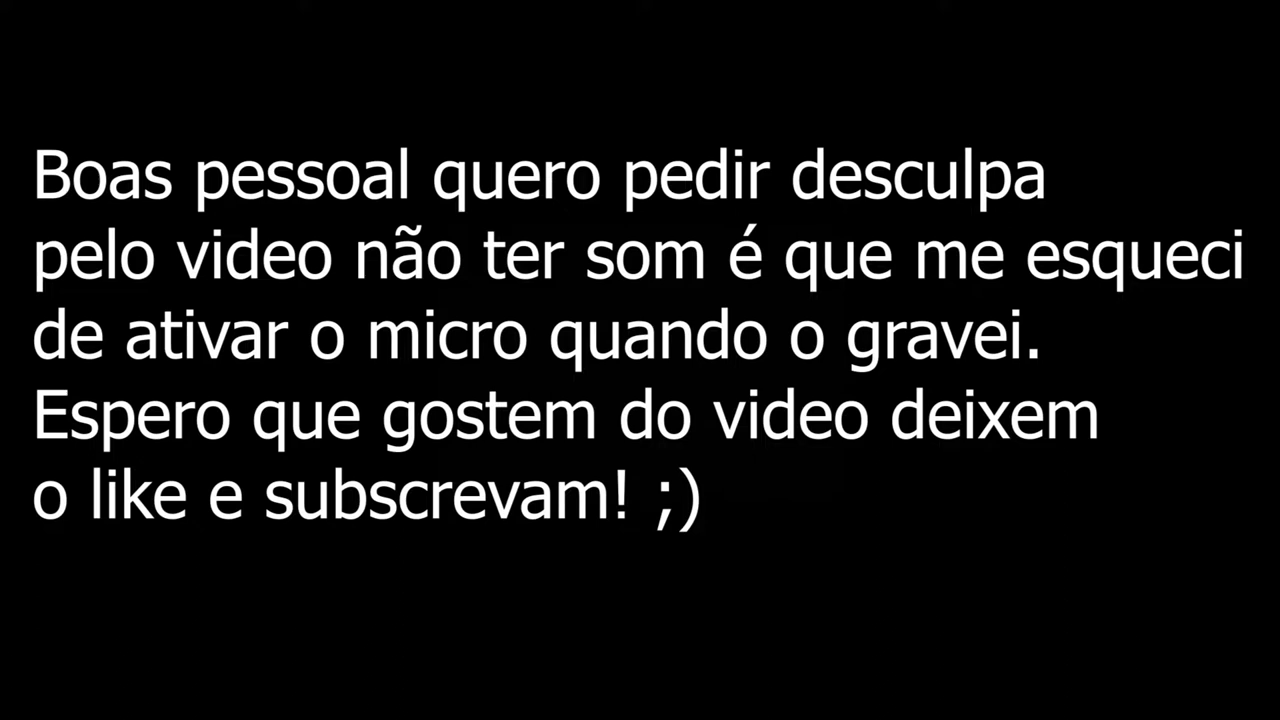 Boas pessoal quero pedir desculpa
pelo video não ter som é que me esqueci
de ativar o micro quando o gravei.
Espero que gostem do video deixem
o like e subscrevam! ;)